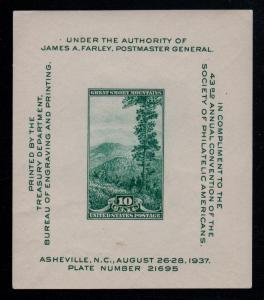 UNDER THE AUTHORITY OF
JAMES A. FARLEY, POSTMASTER GENERAL.
PRINTED BY THE
TREASURY DEPARTMENT,
BUREAU OF ENGRAVING AND PRINTING.
GREAT SMOKY MOUNTAINS
10
CENTS
UNITED STATES POSTAGE
IN COMPLIMENT TO THE
43RD ANNUAL CONVENTION OF THE
SOCIETY OF PHILATELIC AMERICANS.
ASHEVILLE, N.C., AUGUST 26-28, 1937.
PLATE NUMBER 21695